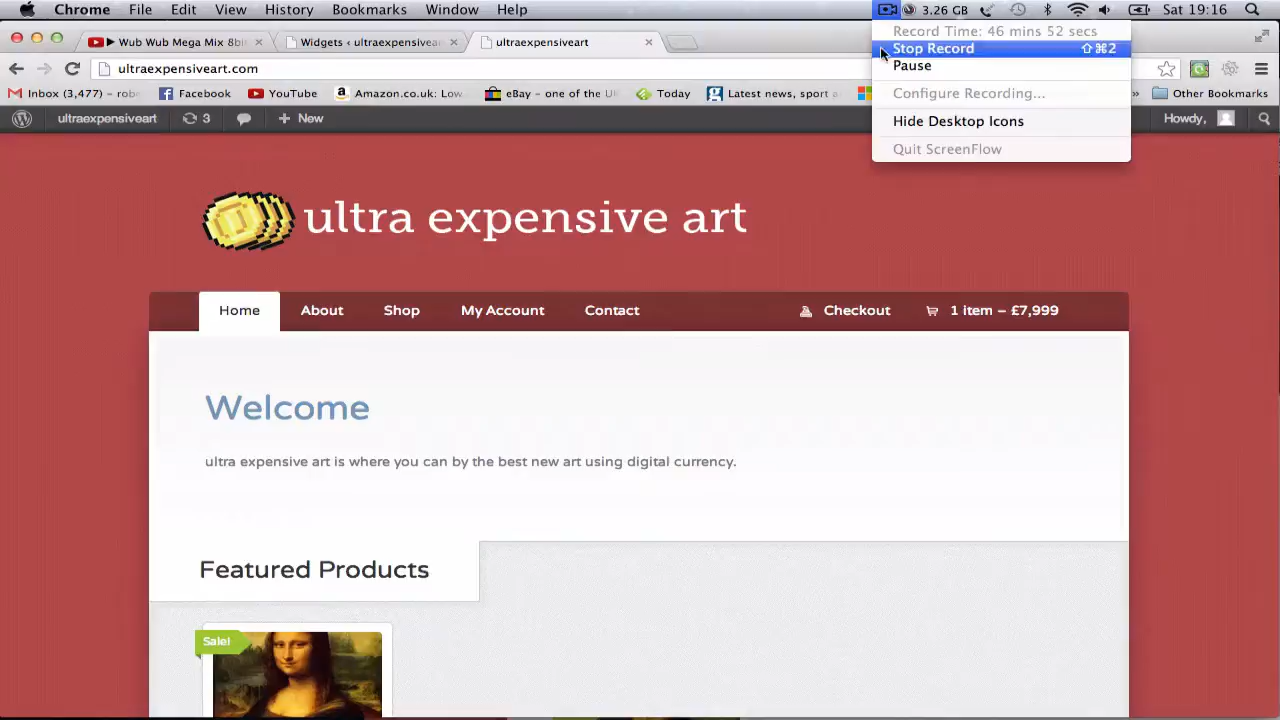 Chrome File Edit View History Bookmarks Window Help 3.26 GB Sat 19:16
Record Time: 46 mins 52 secs
Stop Record ⇧⌘2
Pause
Configure Recording...
Hide Desktop Icons
Quit ScreenFlow
▶ Wub Wub Mega Mix 8bi
Widgets ‹ ultraexpensivea
ultraexpensiveart
ultraexpensiveart.com
Inbox (3,477) – robe Facebook YouTube Amazon.co.uk: Low eBay – one of the U Today Latest news, sport a » Other Bookmarks
ultraexpensiveart 3 + New Howdy,
ultra expensive art
Home About Shop My Account Contact Checkout 1 item – £7,999
Welcome
ultra expensive art is where you can by the best new art using digital currency.
Featured Products
Sale!